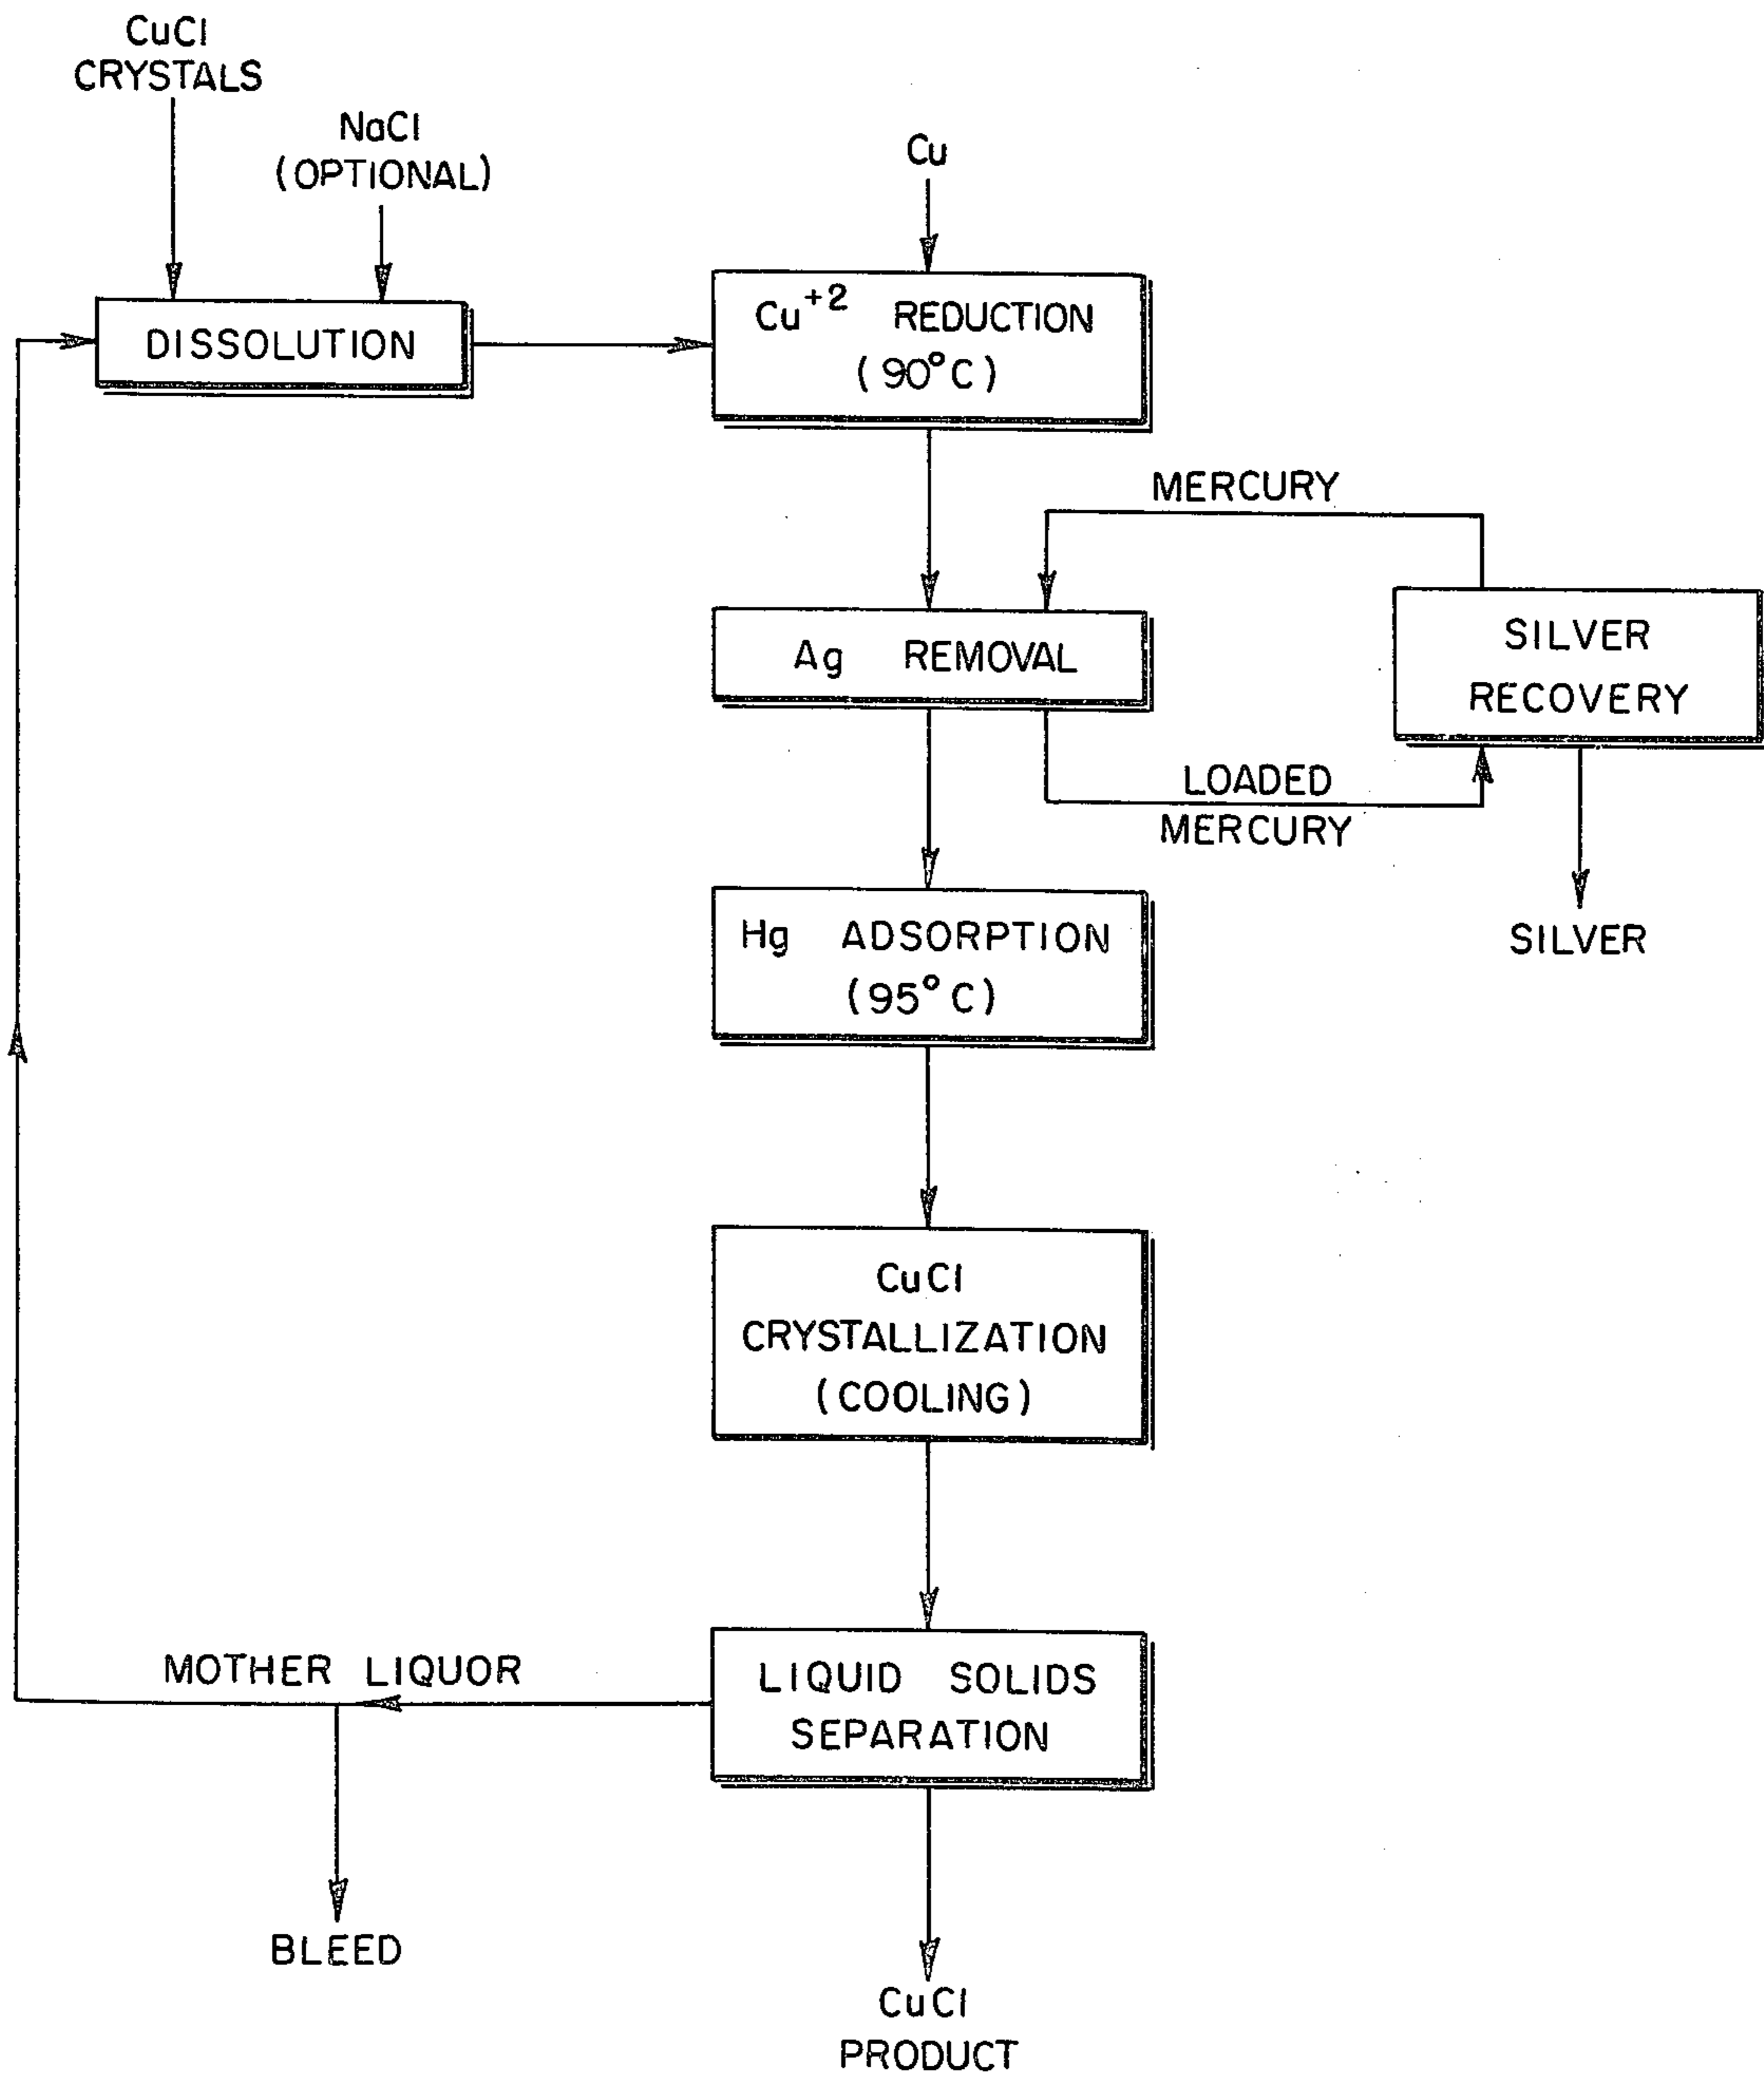 CuCl
CRYSTALS
NaCl
(OPTIONAL)
Cu
DISSOLUTION
Cu+2 REDUCTION
(90°C)
MERCURY
Ag REMOVAL
SILVER
RECOVERY
LOADED
MERCURY
SILVER
Hg ADSORPTION
(95°C)
CuCl
CRYSTALLIZATION
(COOLING)
MOTHER LIQUOR
LIQUID SOLIDS
SEPARATION
BLEED
CuCl
PRODUCT